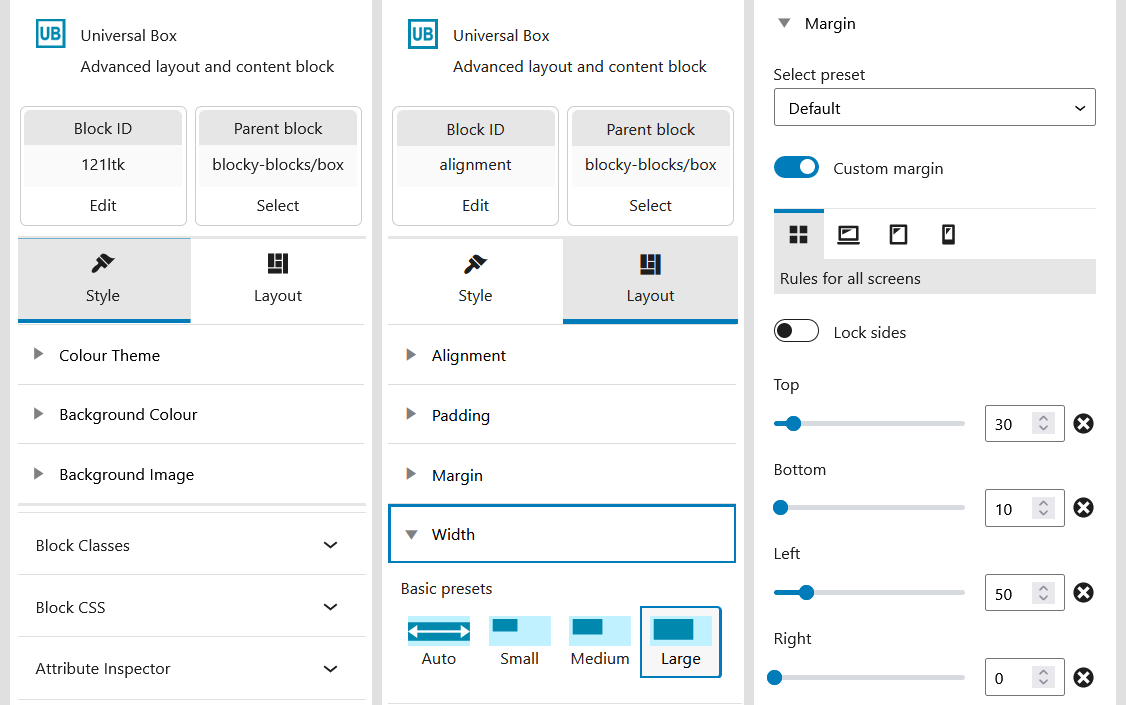 UB
Universal Box
Advanced layout and content block
Block ID
121ltk
Edit
Parent block
blocky-blocks/box
Select
Style
Layout
Colour Theme
Background Colour
Background Image
Block Classes
Block CSS
Attribute Inspector
UB
Universal Box
Advanced layout and content block
Block ID
alignment
Edit
Parent block
blocky-blocks/box
Select
Style
Layout
Alignment
Padding
Margin
Width
Basic presets
Auto
Small
Medium
Large
Margin
Select preset
Default
Custom margin
Rules for all screens
Lock sides
Top
30
Bottom
10
Left
50
Right
0